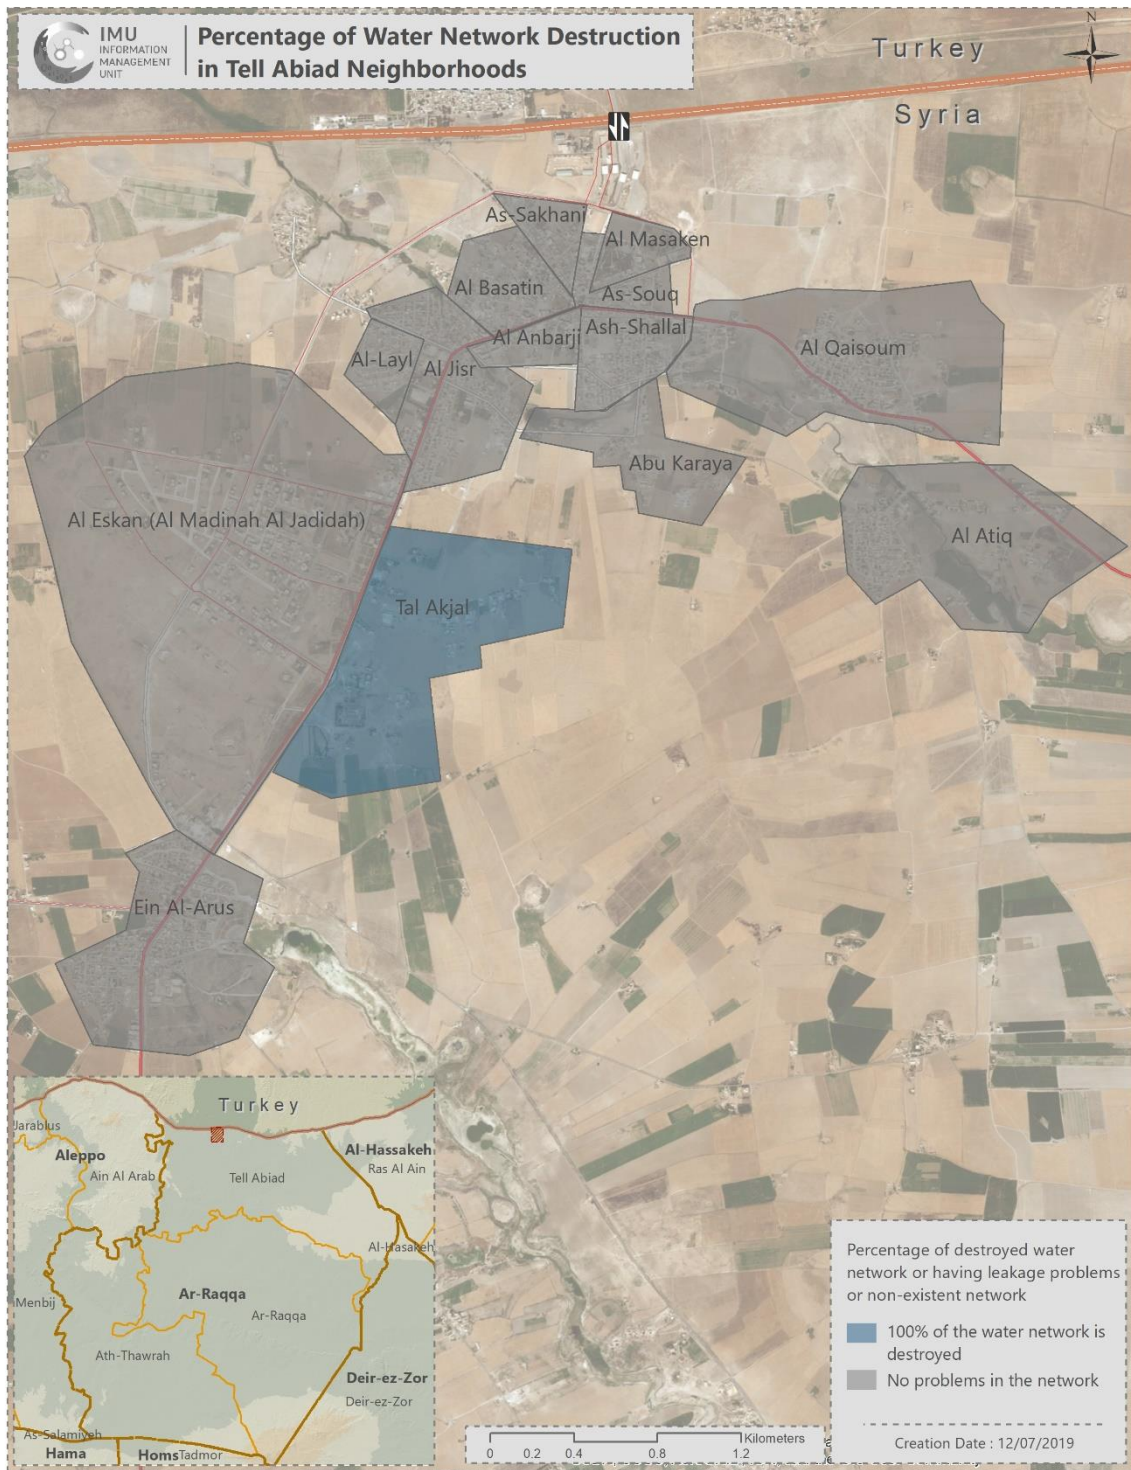 IMU
INFORMATION
MANAGEMENT
UNIT
Percentage of Water Network Destruction
in Tell Abiad Neighborhoods
N
Turkey
Syria
As-Sakhani
Al Masaken
Al Basatin
As-Souq
Al Anbarji
Ash-Shallal
Al Qaisoum
Al-Layl
Al Jisr
Abu Karaya
Al Eskan (Al Madinah Al Jadidah)
Al Atiq
Tal Akjal
Ein Al-Arus
Turkey
Jarablus
Aleppo
Ain Al Arab
Al-Hassakeh
Ras Al Ain
Tell Abiad
Al-Hasakeh
Menbij
Ar-Raqqa
Ar-Raqqa
Ath-Thawrah
Deir-ez-Zor
Deir-ez-Zor
As-Salamiyeh
Hama
Homs
Tadmor
Percentage of destroyed water
network or having leakage problems
or non-existent network
100% of the water network is
destroyed
No problems in the network
Creation Date : 12/07/2019
Kilometers
0 0.2 0.4 0.8 1.2